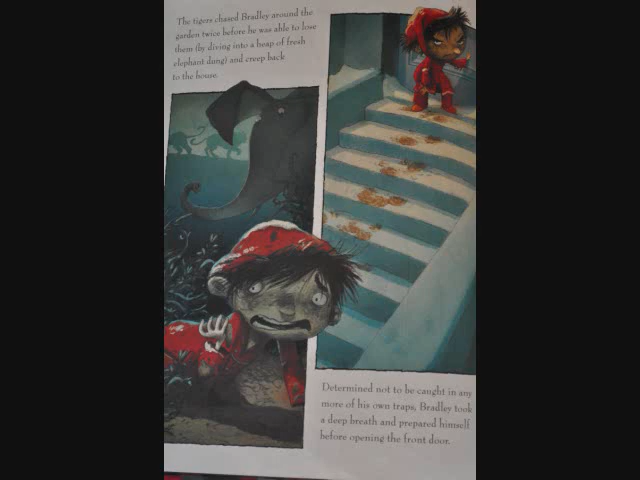 The tigers chased Bradley around the
garden twice before he was able to lose
them (by diving into a heap of fresh
elephant dung) and creep back
to the house.
Determined not to be caught in any
more of his own traps, Bradley took
a deep breath and prepared himself
before opening the front door.